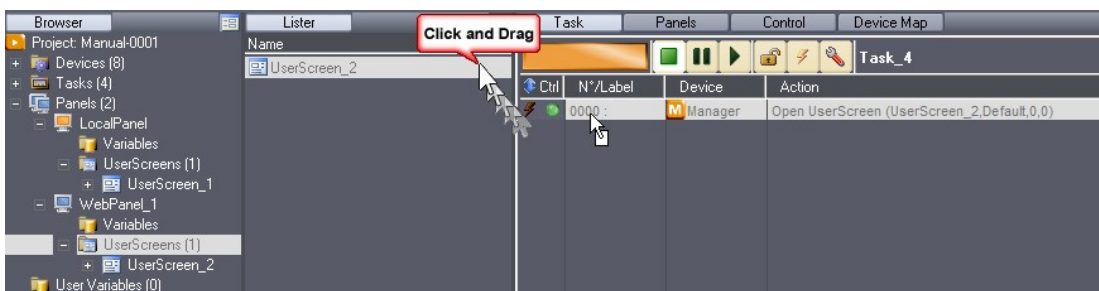 Browser Lister Task Panels Control Device Map
Project: Manual-0001
Name
Click and Drag
Devices (8)
UserScreen_2
Task_4
Tasks (4)
Ctrl N°/Label Device Action
Panels (2)
0000 : M Manager Open UserScreen (UserScreen_2,Default,0,0)
LocalPanel
Variables
UserScreens (1)
UserScreen_1
WebPanel_1
Variables
UserScreens (1)
UserScreen_2
User Variables (0)